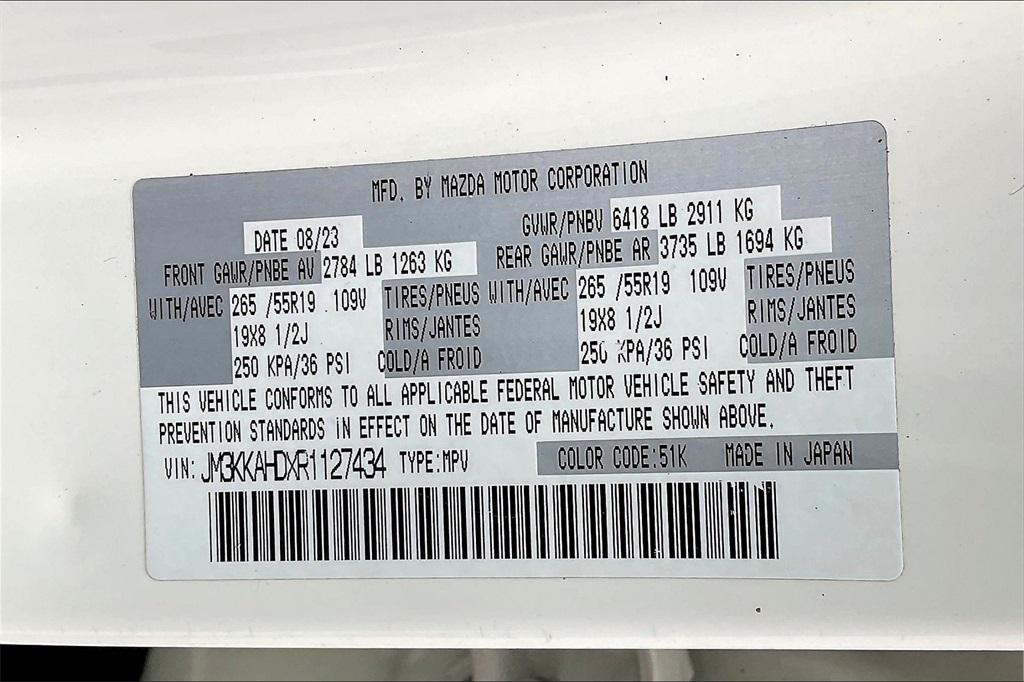 MFD. BY MAZDA MOTOR CORPORATION
DATE 08/23 GVWR/PNBV 6418 LB 2911 KG
FRONT GAWR/PNBE AV 2784 LB 1263 KG REAR GAWR/PNBE AR 3735 LB 1694 KG
WITH/AVEC 265 /55R19 109V TIRES/PNEUS WITH/AVEC 265 /55R19 109V TIRES/PNEUS
19X8 1/2J RIMS/JANTES 19X8 1/2J RIMS/JANTES
250 KPA/36 PSI COLD/A FROID 250 KPA/36 PSI COLD/A FROID
THIS VEHICLE CONFORMS TO ALL APPLICABLE FEDERAL MOTOR VEHICLE SAFETY AND THEFT
PREVENTION STANDARDS IN EFFECT ON THE DATE OF MANUFACTURE SHOWN ABOVE.
VIN: JM3KKAHDXR1127434 TYPE:MPV COLOR CODE:51K MADE IN JAPAN